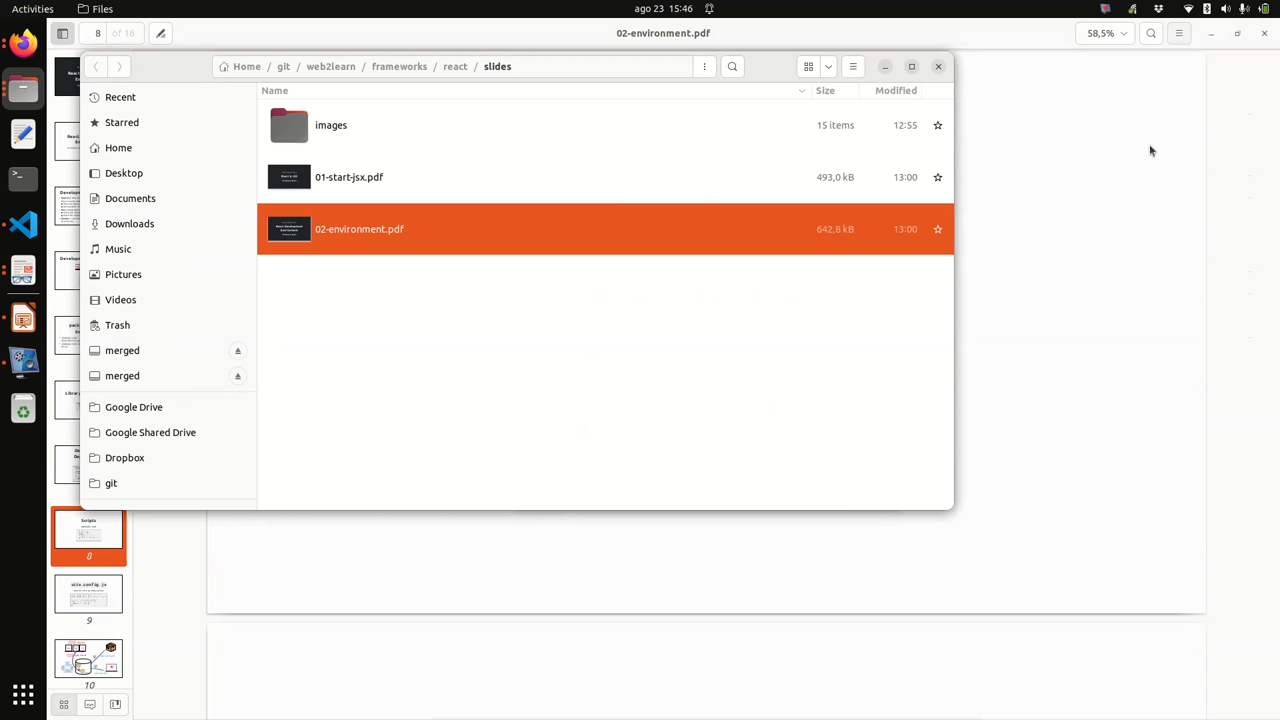 Activities
Files
ago 23 15:46
8
of 16
02-environment.pdf
58,5%
Home / git / web2learn / frameworks / react / slides
Name
Size
Modified
Recent
Starred
Home
Desktop
Documents
Downloads
Music
Pictures
Videos
Trash
merged
merged
Google Drive
Google Shared Drive
Dropbox
git
images
15 items
12:55
01-start-jsx.pdf
493,0 kB
13:00
02-environment.pdf
642,8 kB
13:00
Scripts
8
vite.config.js
9
10